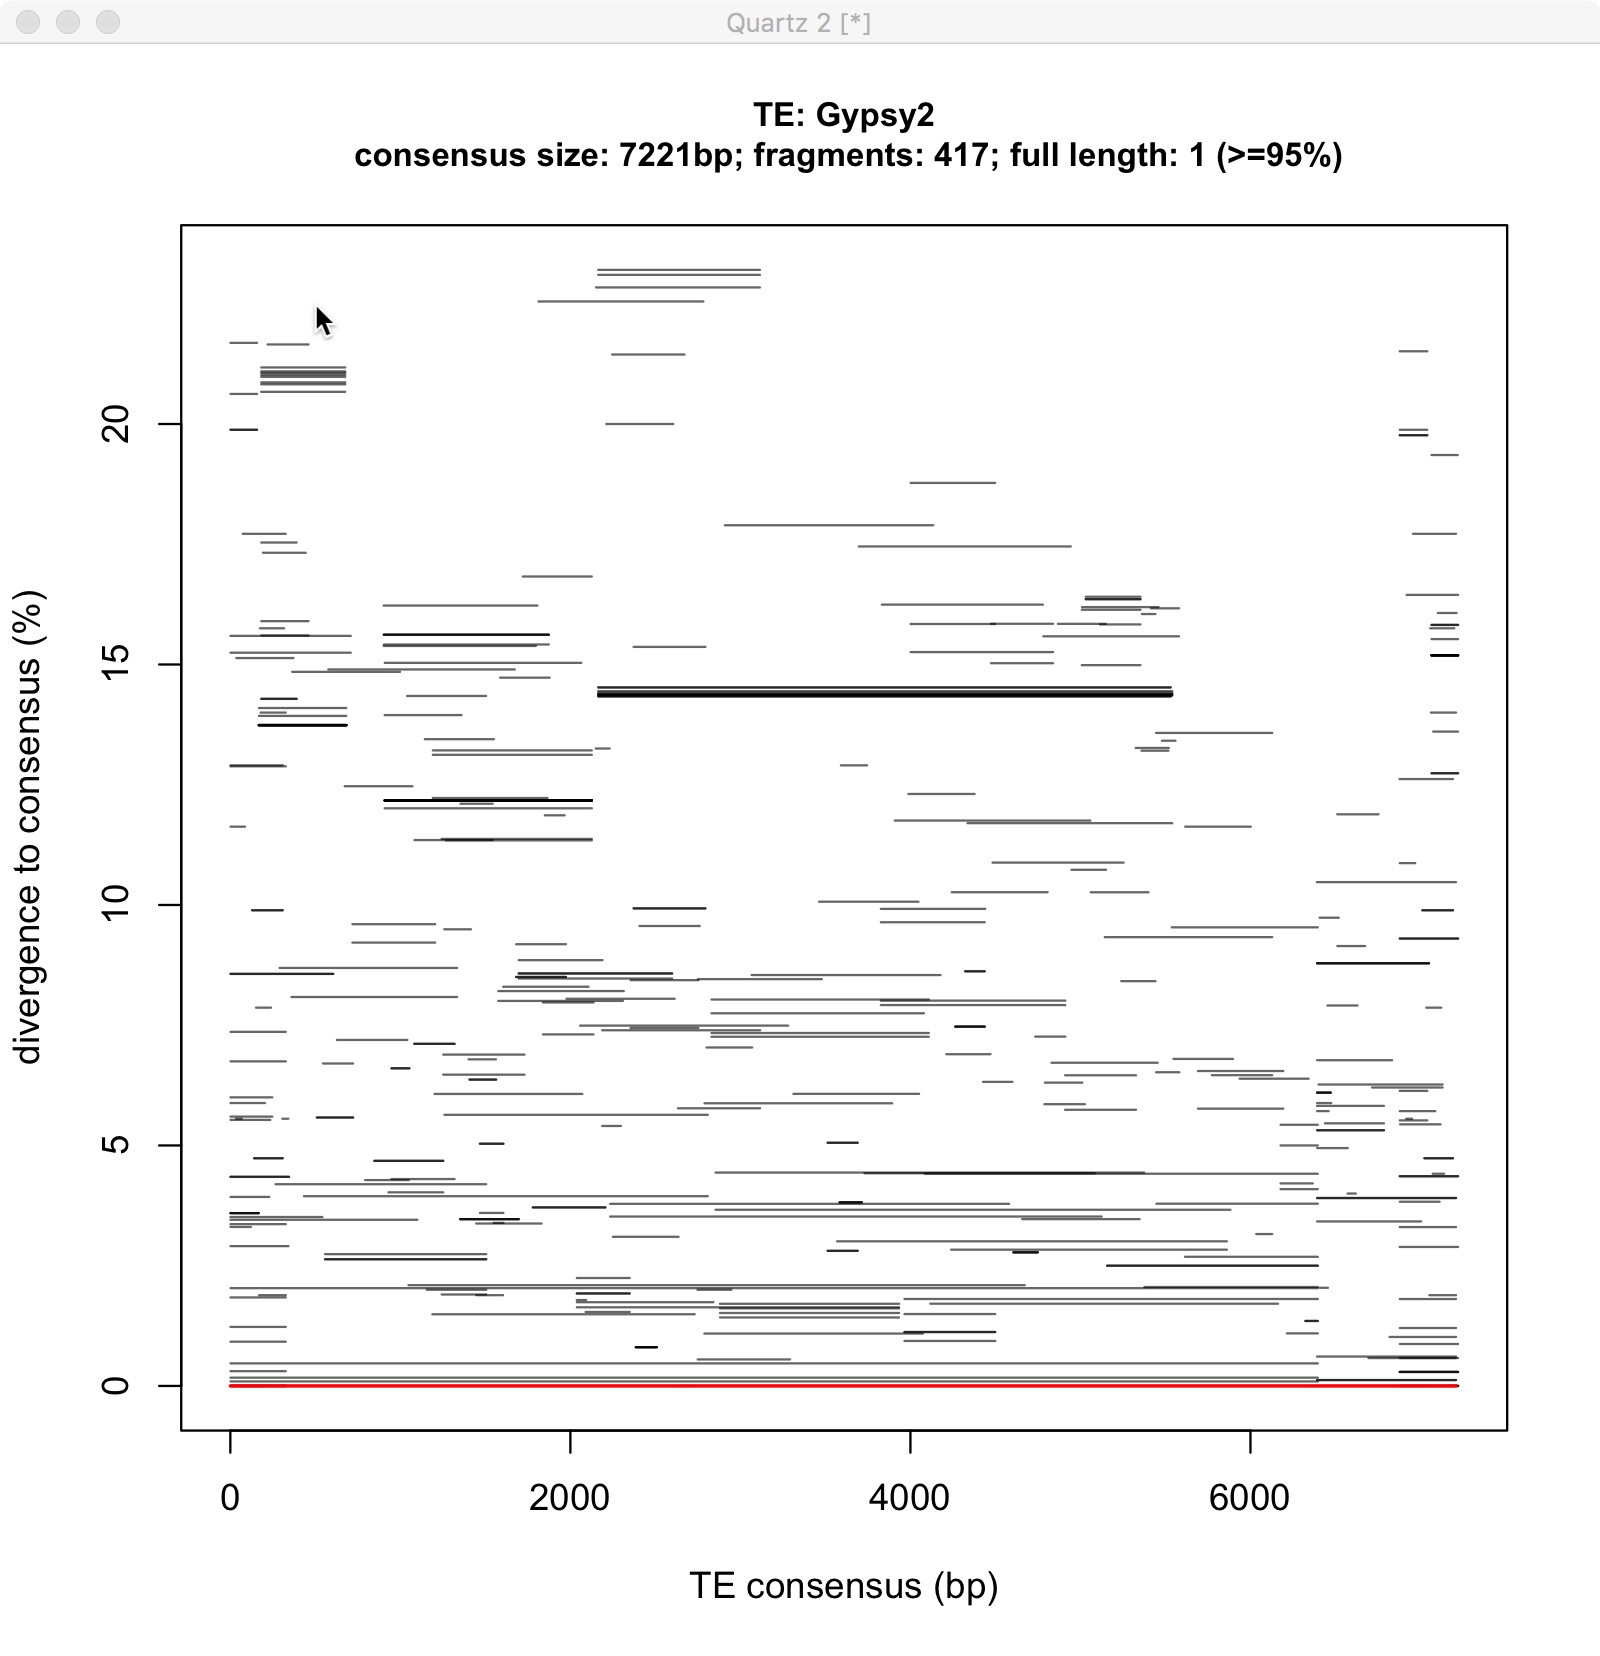 Quartz 2 [*]
TE: Gypsy2
consensus size: 7221bp; fragments: 417; full length: 1 (>=95%)
divergence to consensus (%)
20
15
10
5
0
0 2000 4000 6000
TE consensus (bp)